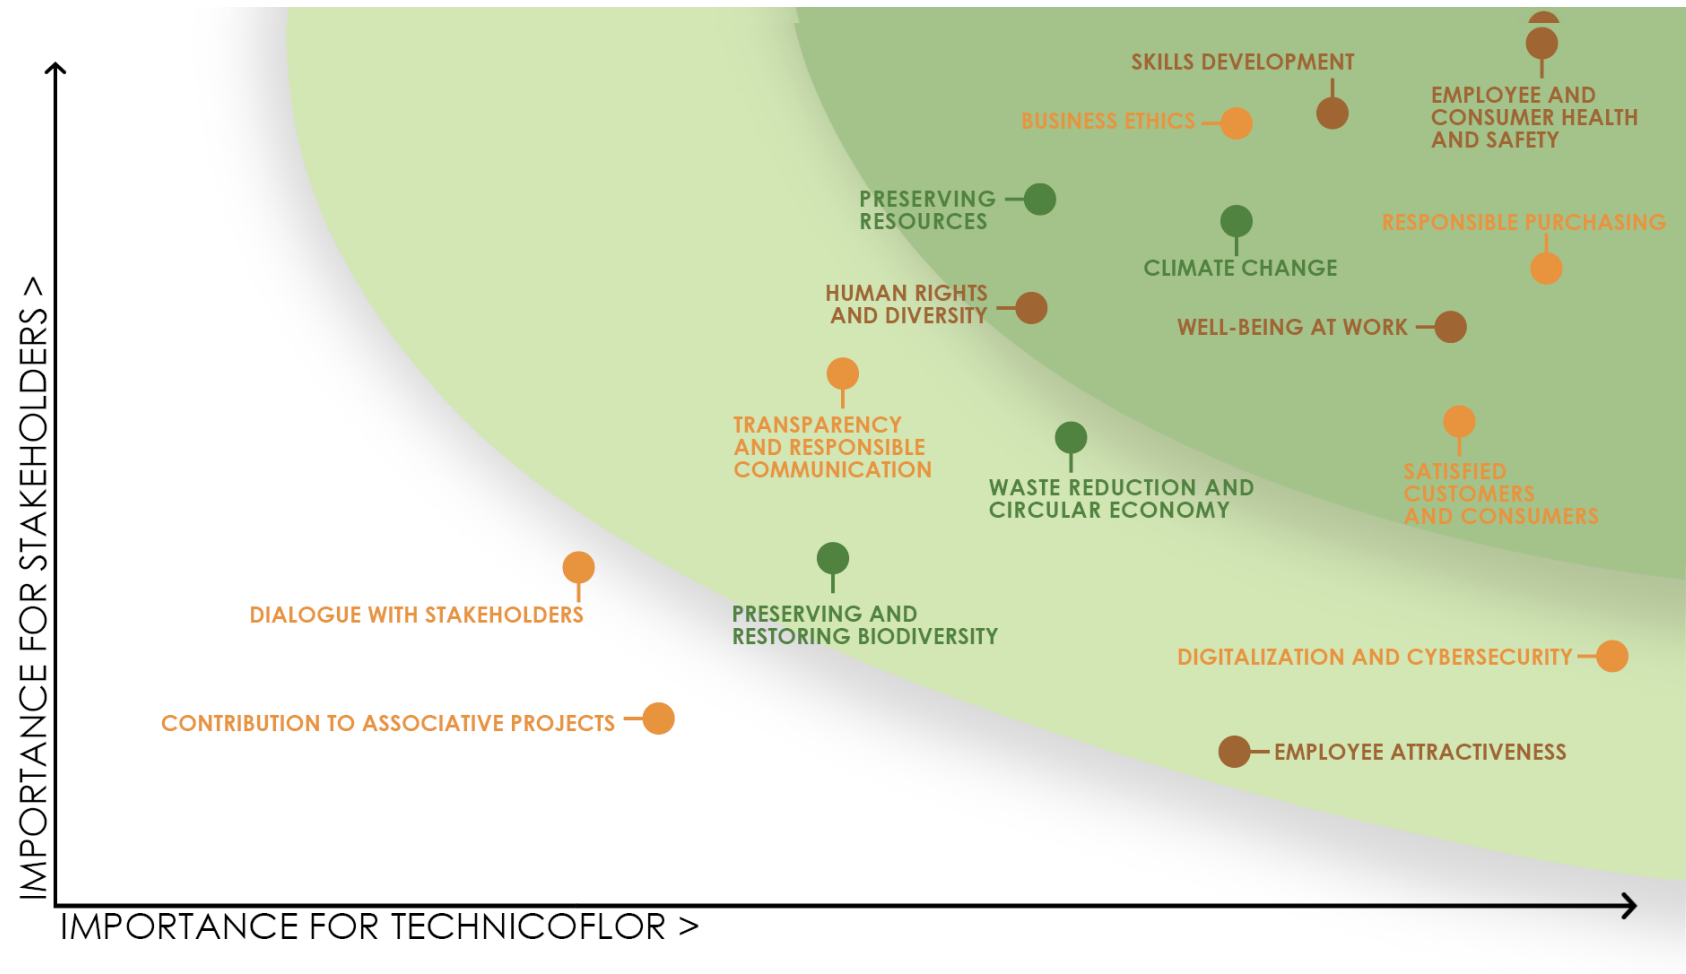 SKILLS DEVELOPMENT
EMPLOYEE AND
CONSUMER HEALTH
AND SAFETY
BUSINESS ETHICS
PRESERVING
RESOURCES
RESPONSIBLE PURCHASING
CLIMATE CHANGE
HUMAN RIGHTS
AND DIVERSITY
WELL-BEING AT WORK
TRANSPARENCY
AND RESPONSIBLE
COMMUNICATION
SATISFIED
CUSTOMERS
AND CONSUMERS
WASTE REDUCTION AND
CIRCULAR ECONOMY
DIALOGUE WITH STAKEHOLDERS
PRESERVING AND
RESTORING BIODIVERSITY
DIGITALIZATION AND CYBERSECURITY
CONTRIBUTION TO ASSOCIATIVE PROJECTS
EMPLOYEE ATTRACTIVENESS
IMPORTANCE FOR STAKEHOLDERS >
IMPORTANCE FOR TECHNICOFLOR >